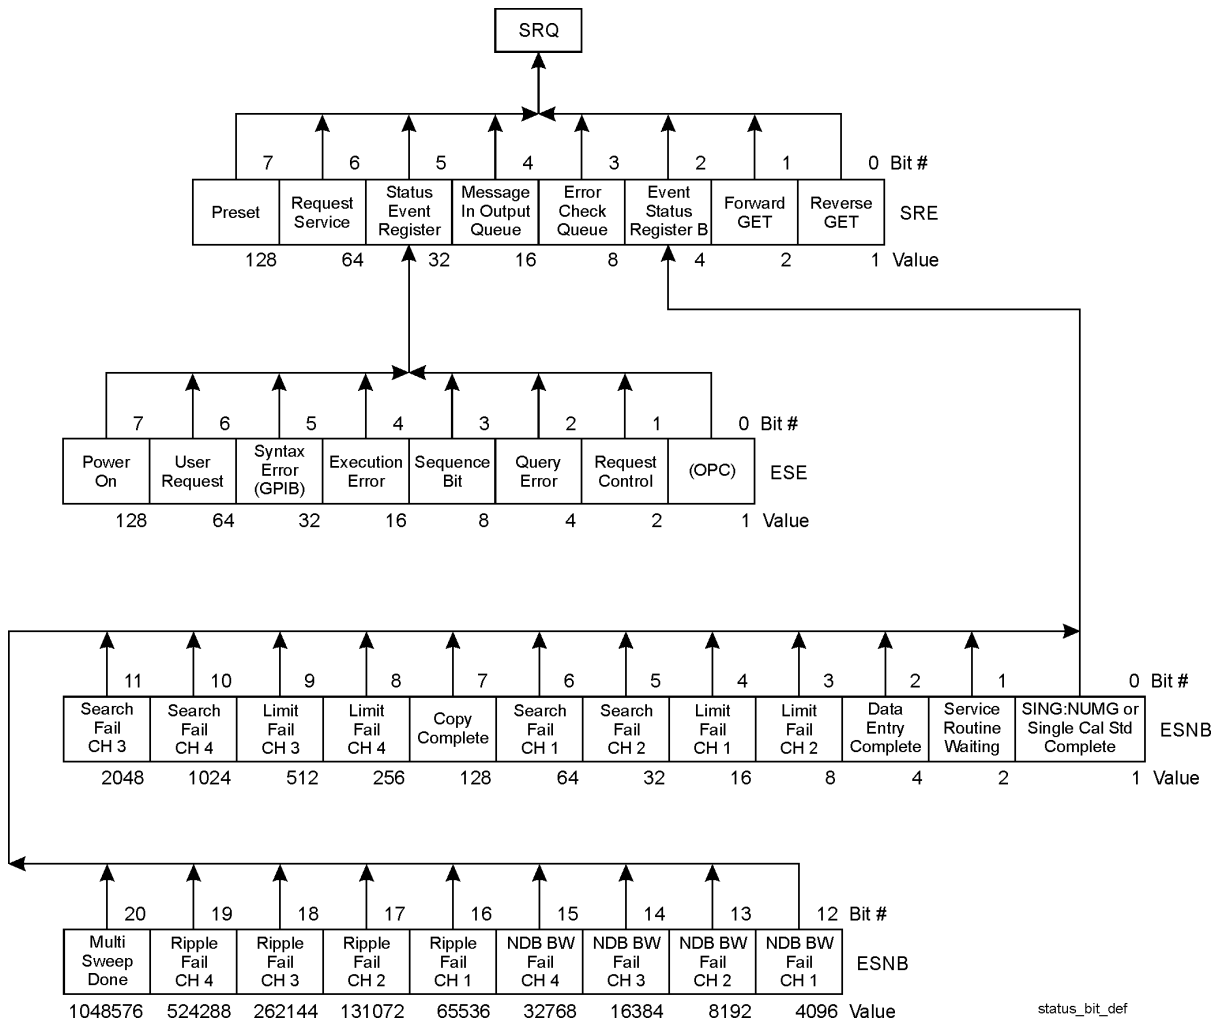 SRQ
7 6 5 4 3 2 1 0 Bit #
Preset
Request
Service
Status
Event
Register
Message
In Output
Queue
Error
Check
Queue
Event
Status
Register B
Forward
GET
Reverse
GET
SRE
128 64 32 16 8 4 2 1 Value
7 6 5 4 3 2 1 0 Bit #
Power
On
User
Request
Syntax
Error
(GPIB)
Execution
Error
Sequence
Bit
Query
Error
Request
Control
(OPC)
ESE
128 64 32 16 8 4 2 1 Value
11 10 9 8 7 6 5 4 3 2 1 0 Bit #
Search
Fail
CH 3
Search
Fail
CH 4
Limit
Fail
CH 3
Limit
Fail
CH 4
Copy
Complete
Search
Fail
CH 1
Search
Fail
CH 2
Limit
Fail
CH 1
Limit
Fail
CH 2
Data
Entry
Complete
Service
Routine
Waiting
SING:NUMG or
Single Cal Std
Complete
ESNB
2048 1024 512 256 128 64 32 16 8 4 2 1 Value
20 19 18 17 16 15 14 13 12 Bit #
Multi
Sweep
Done
Ripple
Fail
CH 4
Ripple
Fail
CH 3
Ripple
Fail
CH 2
Ripple
Fail
CH 1
NDB BW
Fail
CH 4
NDB BW
Fail
CH 3
NDB BW
Fail
CH 2
NDB BW
Fail
CH 1
ESNB
1048576 524288 262144 131072 65536 32768 16384 8192 4096 Value
status_bit_def